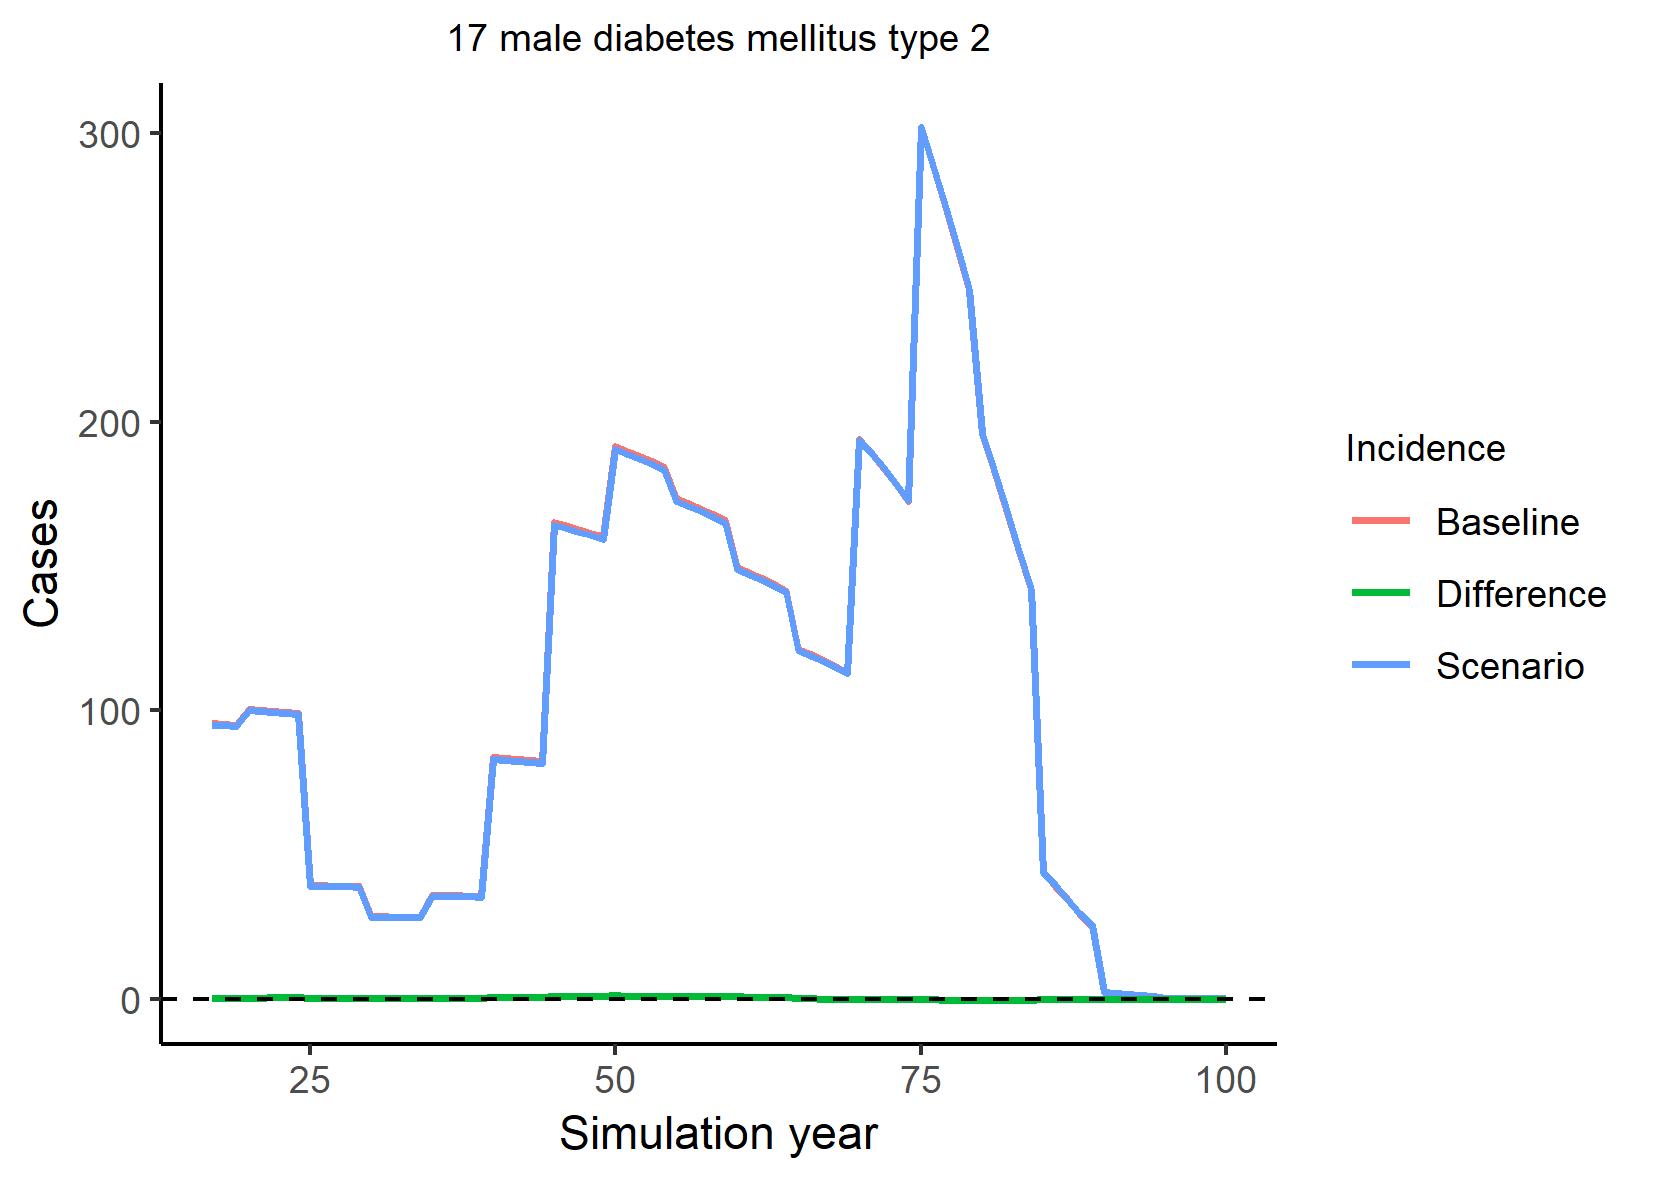 17 male diabetes mellitus type 2
300
200
100
0
Cases
25 50 75 100
Simulation year
Incidence
Baseline
Difference
Scenario